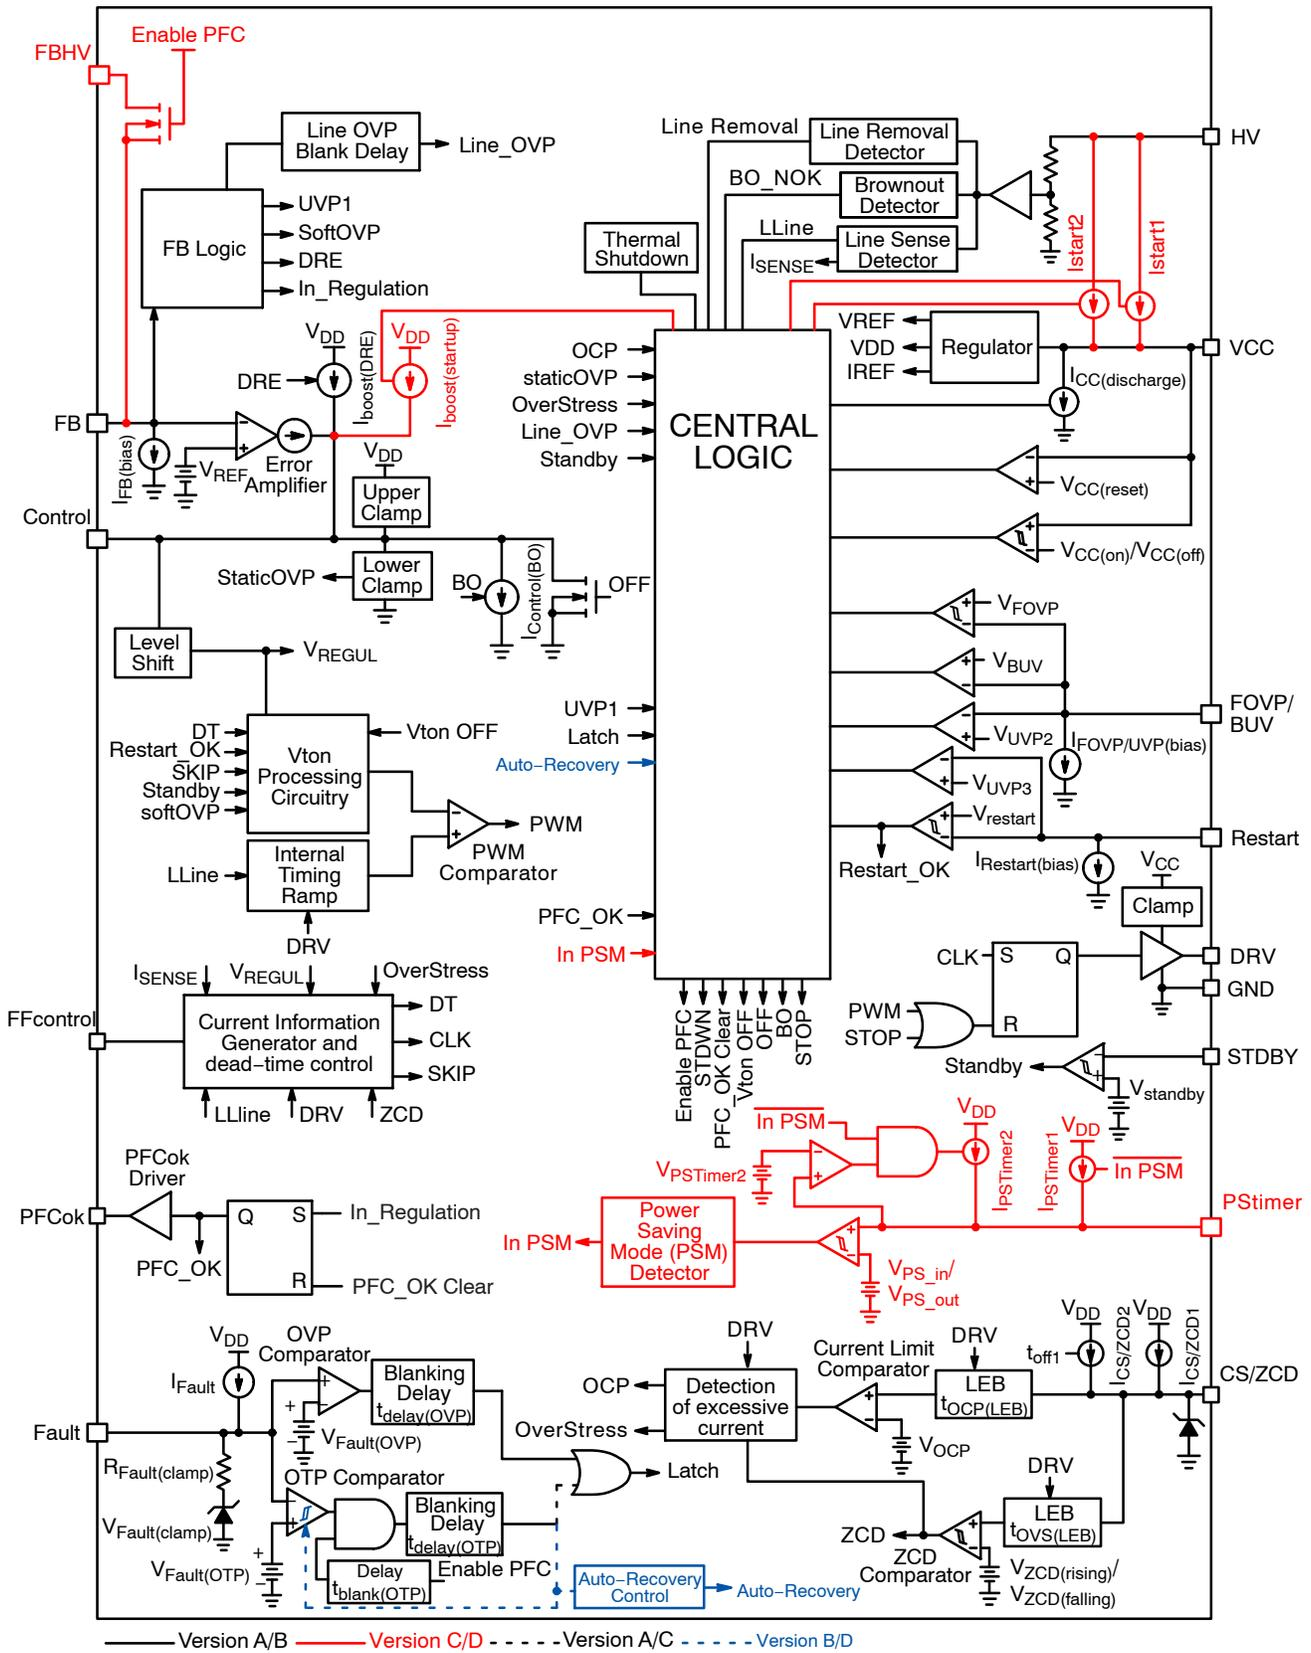 Enable PFC
FBHV
Line OVP
Blank Delay
Line_OVP
FB Logic
UVP1
SoftOVP
DRE
In_Regulation
Line Removal
Line Removal
Detector
BO_NOK
Brownout
Detector
LLine
Line Sense
Detector
ISENSE
Thermal
Shutdown
HV
Istart2
Istart1
VREF
VDD
IREF
Regulator
VCC
ICC(discharge)
VDD
Iboost(DRE)
VDD
Iboost(startup)
DRE
FB
IFB(bias)
VREF
Error
Amplifier
OCP
staticOVP
OverStress
Line_OVP
Standby
CENTRAL
LOGIC
VCC(reset)
VCC(on)/VCC(off)
VDD
Upper
Clamp
Control
Lower
Clamp
StaticOVP
BO
IControl(BO)
OFF
Level
Shift
VREGUL
VFOVP
VBUV
VUVP2
FOVP/
BUV
IFOVP/UVP(bias)
VUVP3
Vrestart
Restart
Restart_OK
IRestart(bias)
UVP1
Latch
Auto-Recovery
DT
Restart_OK
SKIP
Standby
softOVP
Vton
Processing
Circuitry
Vton OFF
PWM
PWM
Comparator
LLine
Internal
Timing
Ramp
DRV
PFC_OK
In PSM
VCC
Clamp
CLK
S
Q
R
DRV
GND
PWM
STOP
ISENSE
VREGUL
OverStress
FFcontrol
Current Information
Generator and
dead-time control
DT
CLK
SKIP
LLline
DRV
ZCD
Enable PFC
STDWN
PFC_OK Clear
Vton OFF
OFF
BO
STOP
STDBY
Standby
Vstandby
In PSM
VPSTimer2
VDD
IPSTimer2
IPSTimer1
VDD
In PSM
PStimer
In PSM
Power
Saving
Mode (PSM)
Detector
VPS_in/
VPS_out
PFCok
Driver
PFCok
PFC_OK
Q
S
R
In_Regulation
PFC_OK Clear
VDD
IFault
OVP
Comparator
Blanking
Delay
tdelay(OVP)
VFault(OVP)
Fault
RFault(clamp)
VFault(clamp)
OTP Comparator
Blanking
Delay
tdelay(OTP)
VFault(OTP)
Delay
tblank(OTP)
Enable PFC
Latch
Auto-Recovery
Control
Auto-Recovery
DRV
OCP
OverStress
Detection
of excessive
current
Current Limit
Comparator
VOCP
DRV
LEB
tOCP(LEB)
toff1
VDD
ICS/ZCD2
VDD
ICS/ZCD1
CS/ZCD
DRV
LEB
tOVS(LEB)
ZCD
ZCD
Comparator
VZCD(rising)/
VZCD(falling)
Version A/B
Version C/D
Version A/C
Version B/D